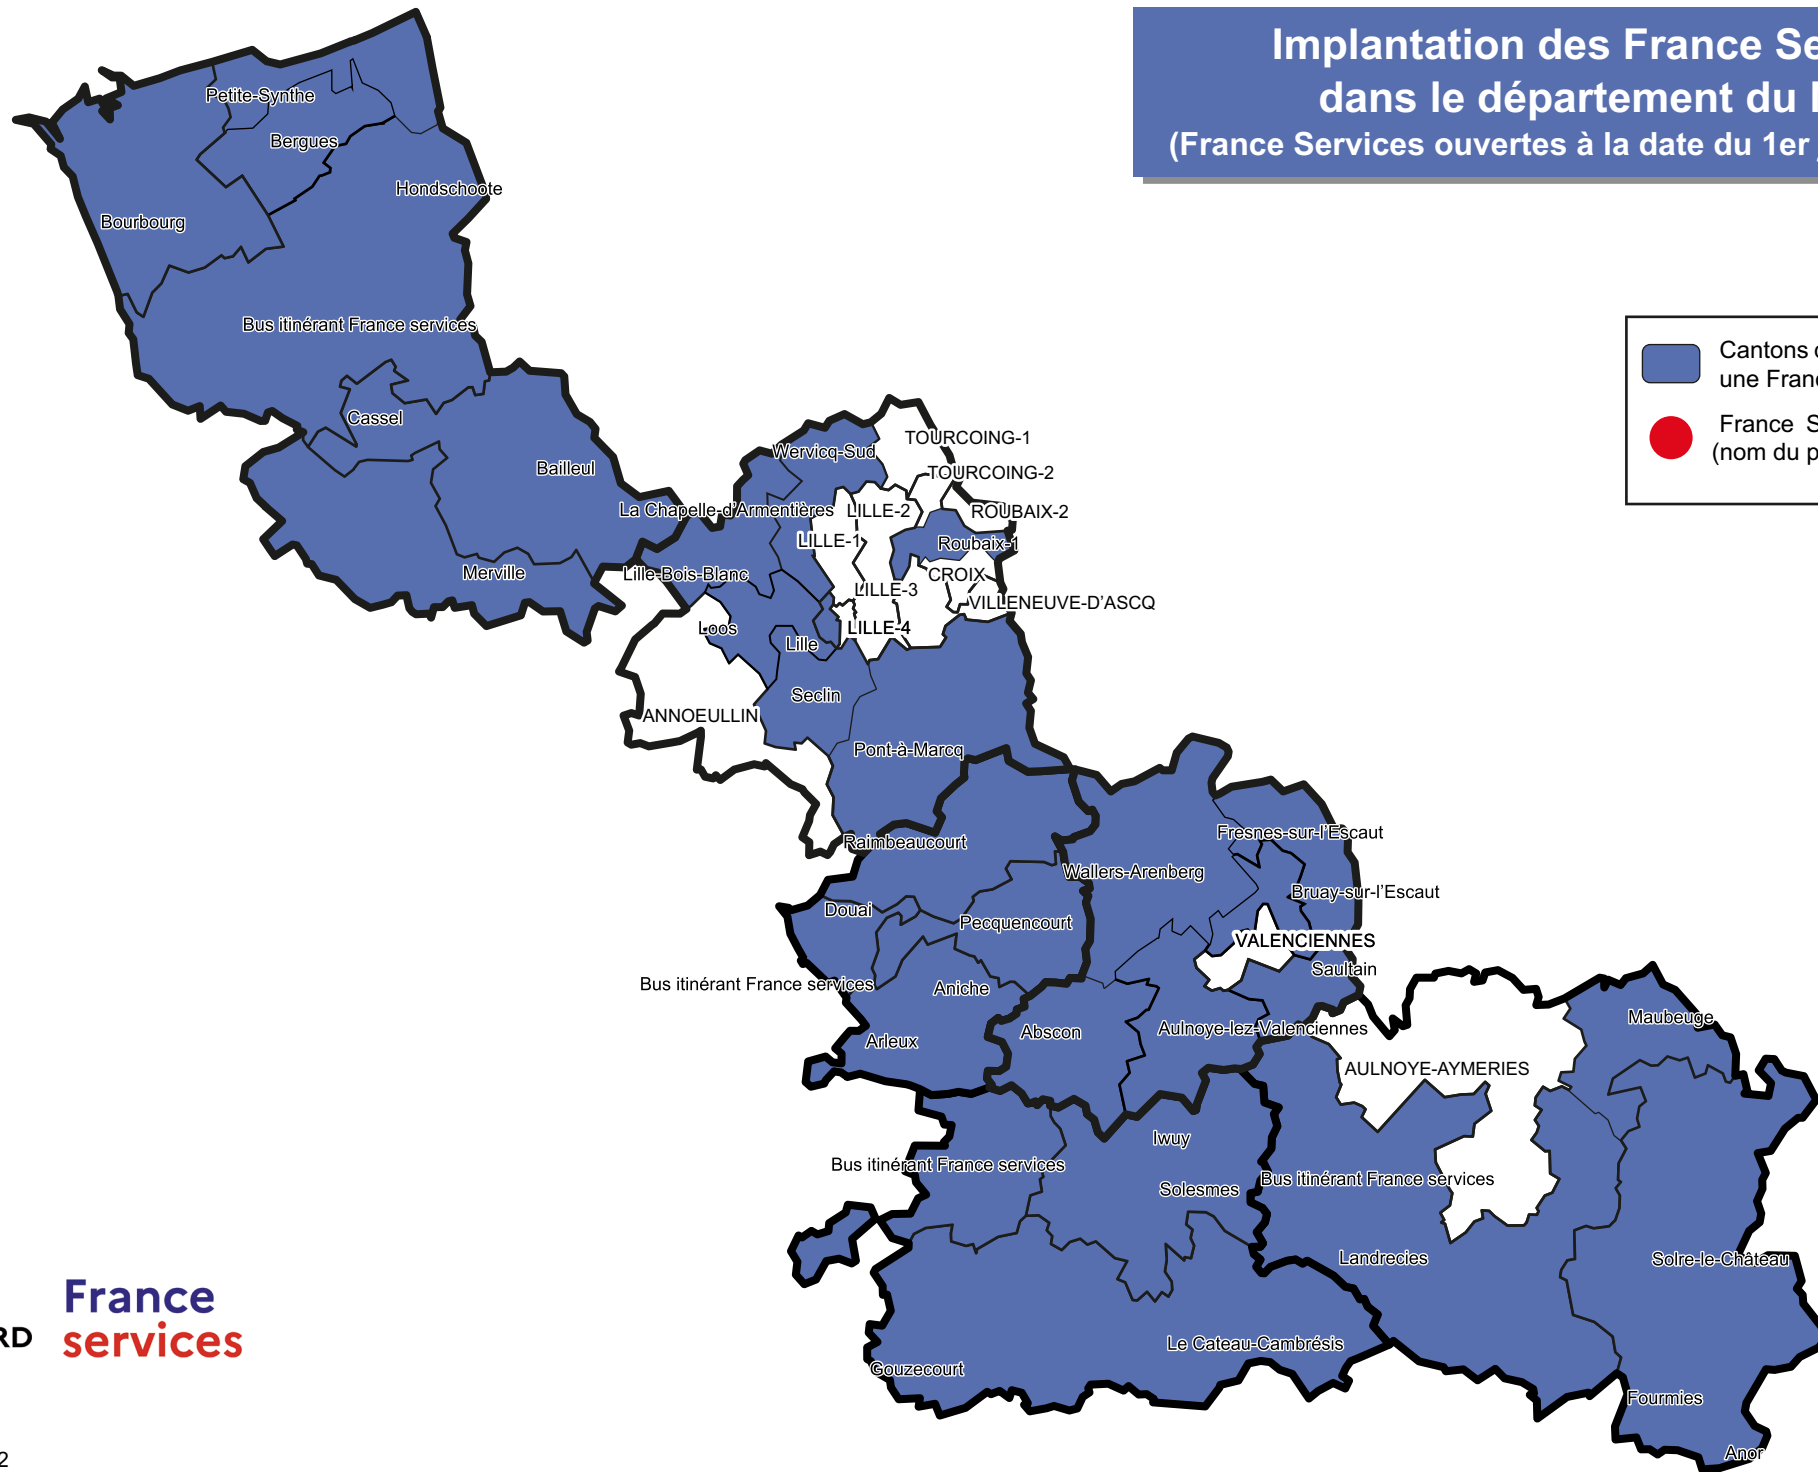 Implantation des France Se
dans le département du
(France Services ouvertes à la date du 1er
Cantons
une Fran
France S
(nom du p
Petite-Synthe
Bergues
Hondschoote
Bourbourg
Bus itinérant France services
Cassel
Bailleul
Merville
Wervicq-Sud
TOURCOING-1
TOURCOING-2
La Chapelle-d'Armentières
LILLE-2
ROUBAIX-2
LILLE-1
Roubaix-1
Lille-Bois-Blanc
CROIX
LILLE-3
VILLENEUVE-D'ASCQ
Loos
LILLE-4
Lille
Seclin
ANNOEULLIN
Pont-à-Marcq
Raimbeaucourt
Fresnes-sur-l'Escaut
Wallers-Arenberg
Bruay-sur-l'Escaut
Douai
Pecquencourt
VALENCIENNES
Saultain
Bus itinérant France services
Aniche
Maubeuge
Abscon
Aulnoye-lez-Valenciennes
Arleux
AULNOYE-AYMERIES
Iwuy
Bus itinérant France services
Solesmes
Bus itinérant France services
Landrecies
Solre-le-Château
Le Cateau-Cambrésis
Gouzecourt
Fourmies
Anor
France
RD services
2